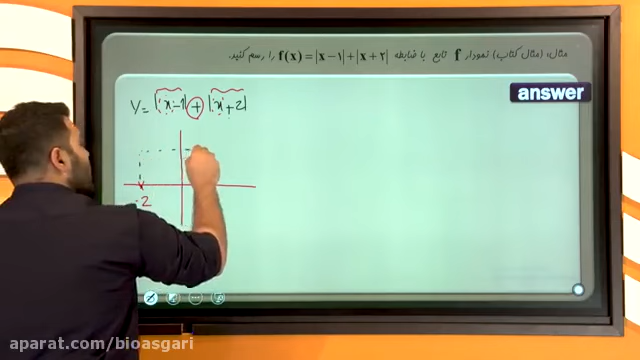 مثال: (مثال کتاب) نمودار f تابع با ضابطه f(x) = |x − ۱| + |x + ۲| را رسم کنید.
answer
y = |x-1| + |x+2|
-2
aparat.com/bioasgari